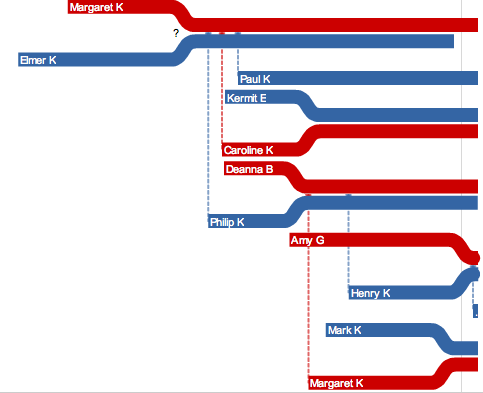 Margaret K
?
Elmer K
Paul K
Kermit E
Caroline K
Deanna B
Philip K
Amy G
Henry K
Mark K
Margaret K